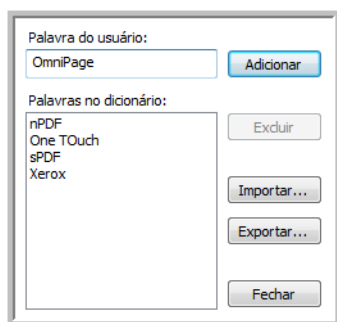 Palavra do usuário:
OmniPage
Adicionar
Palavras no dicionário:
nPDF
One TOuch
sPDF
Xerox
Excluir
Importar...
Exportar...
Fechar